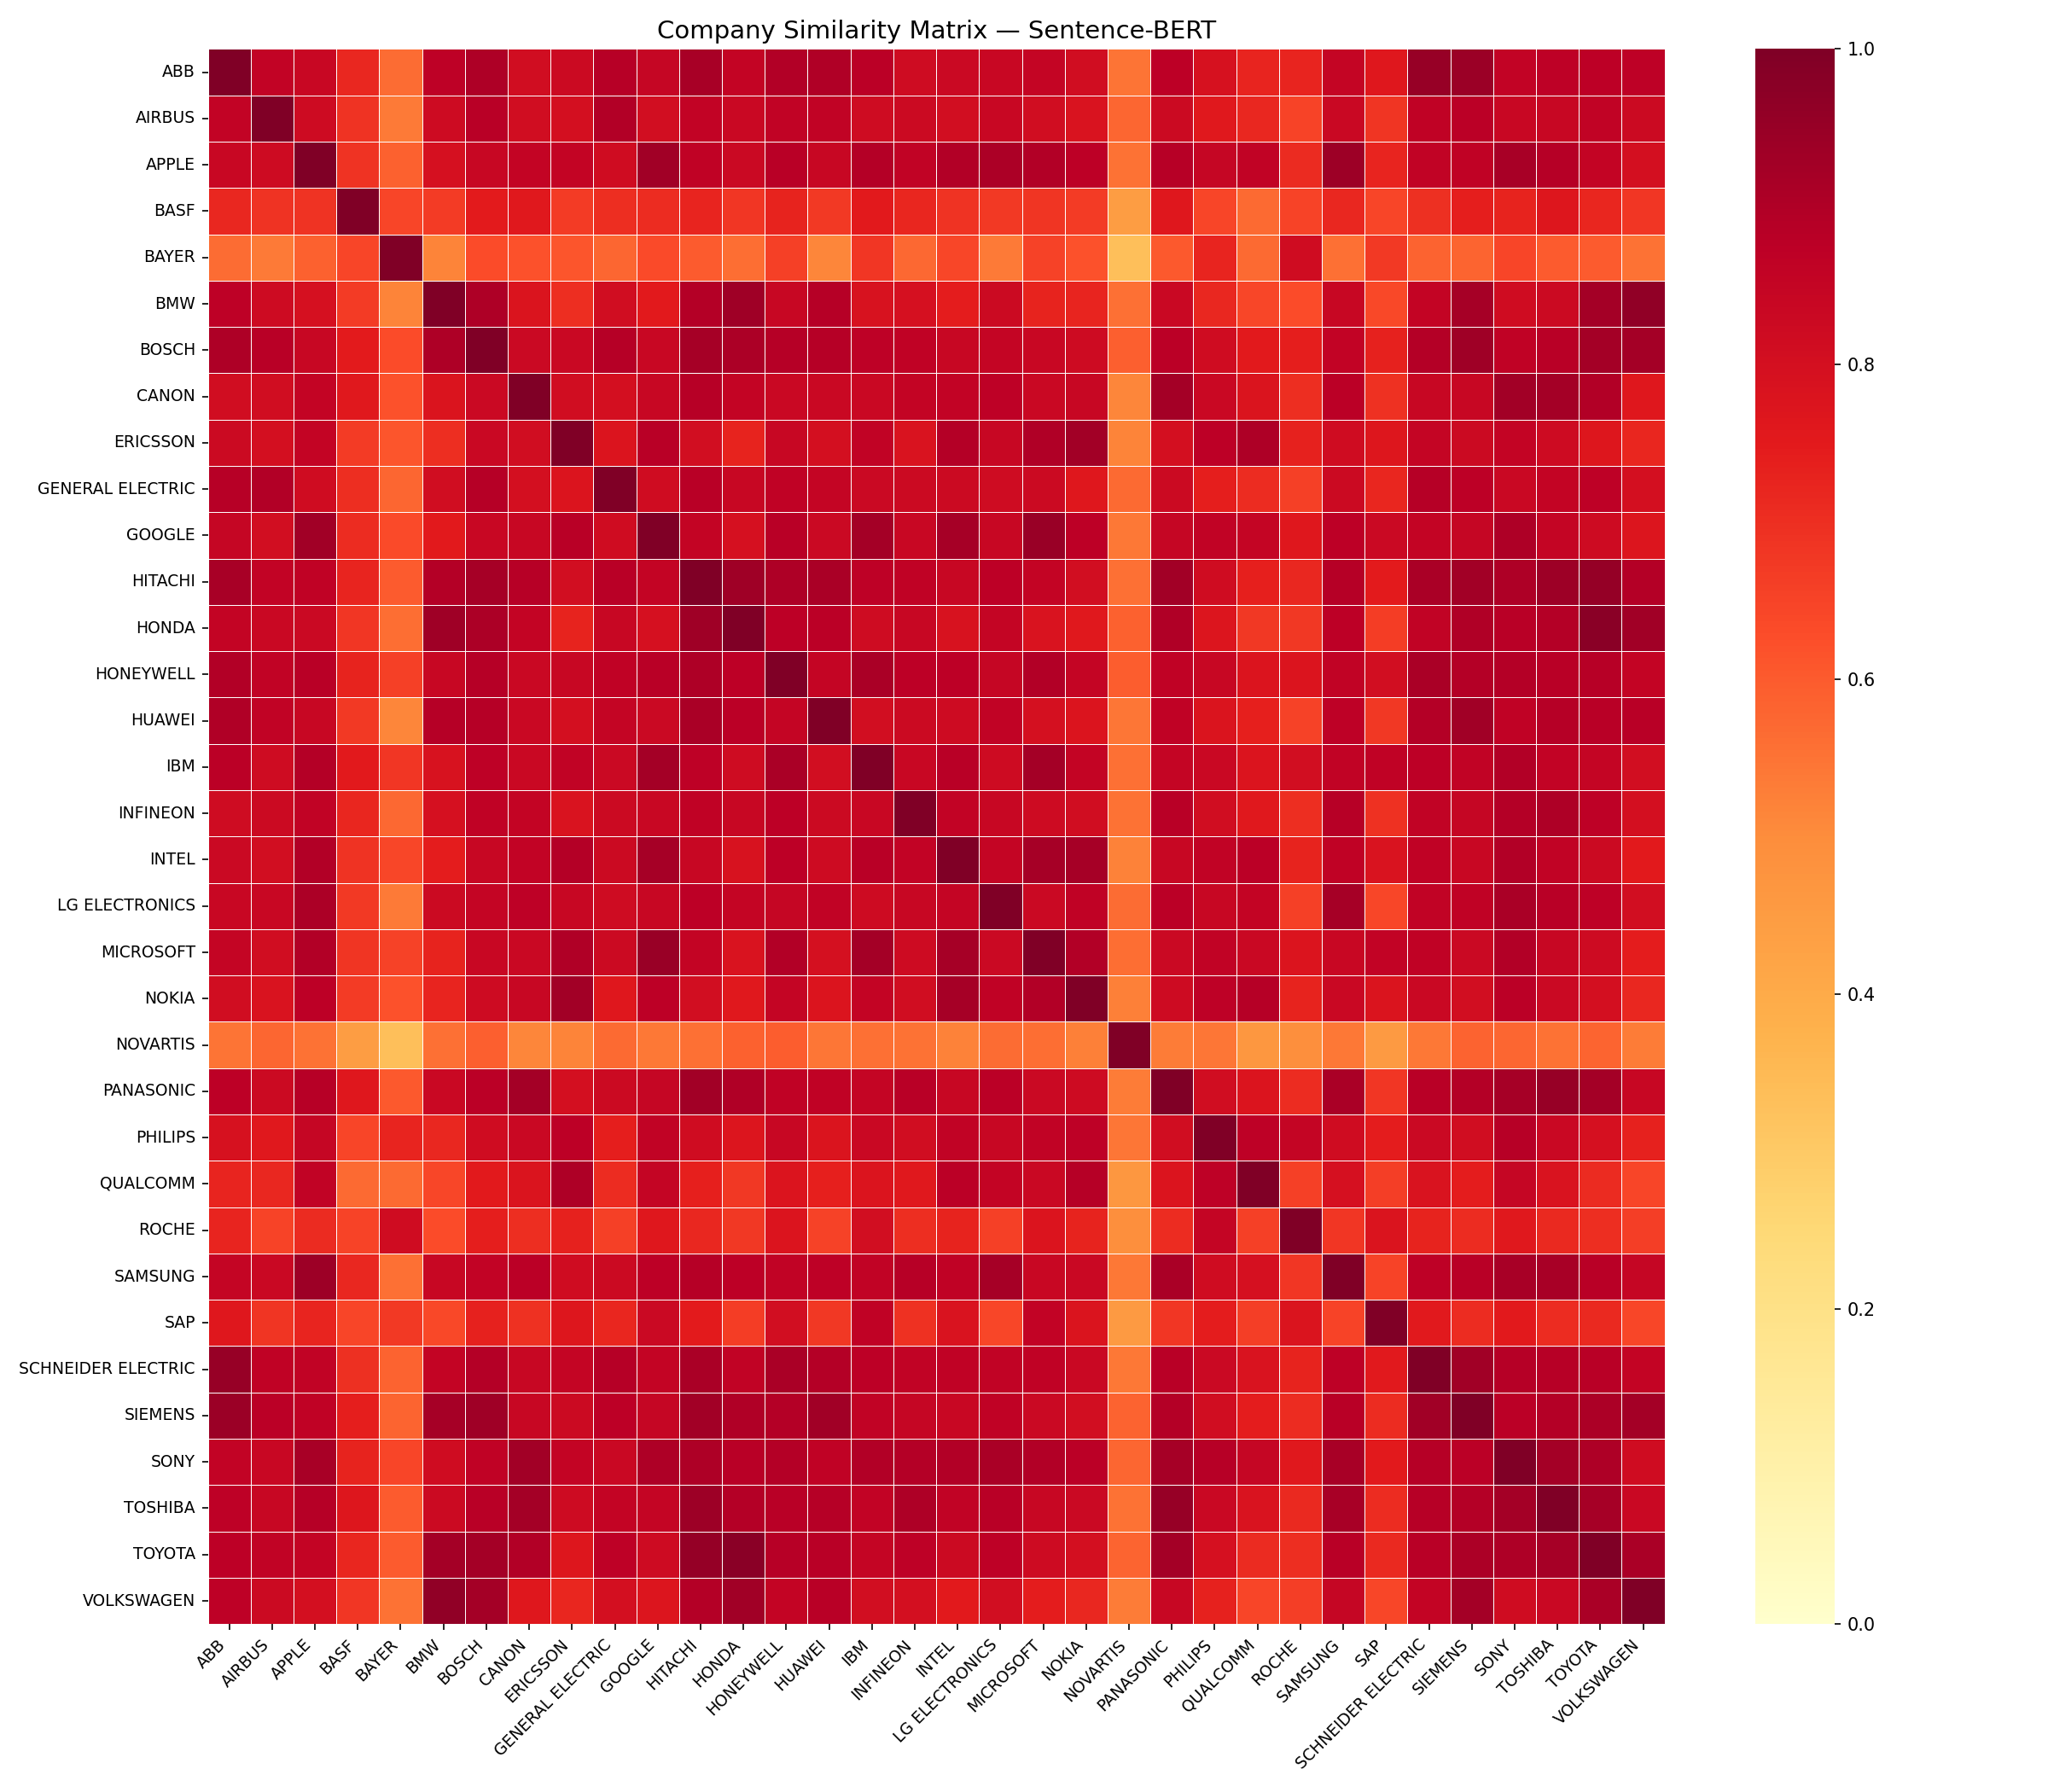 Company Similarity Matrix — Sentence-BERT
ABB
AIRBUS
APPLE
BASF
BAYER
BMW
BOSCH
CANON
ERICSSON
GENERAL ELECTRIC
GOOGLE
HITACHI
HONDA
HONEYWELL
HUAWEI
IBM
INFINEON
INTEL
LG ELECTRONICS
MICROSOFT
NOKIA
NOVARTIS
PANASONIC
PHILIPS
QUALCOMM
ROCHE
SAMSUNG
SAP
SCHNEIDER ELECTRIC
SIEMENS
SONY
TOSHIBA
TOYOTA
VOLKSWAGEN
ABB
AIRBUS
APPLE
BASF
BAYER
BMW
BOSCH
CANON
ERICSSON
GENERAL ELECTRIC
GOOGLE
HITACHI
HONDA
HONEYWELL
HUAWEI
IBM
INFINEON
INTEL
LG ELECTRONICS
MICROSOFT
NOKIA
NOVARTIS
PANASONIC
PHILIPS
QUALCOMM
ROCHE
SAMSUNG
SAP
SCHNEIDER ELECTRIC
SIEMENS
SONY
TOSHIBA
TOYOTA
VOLKSWAGEN
1.0
0.8
0.6
0.4
0.2
0.0